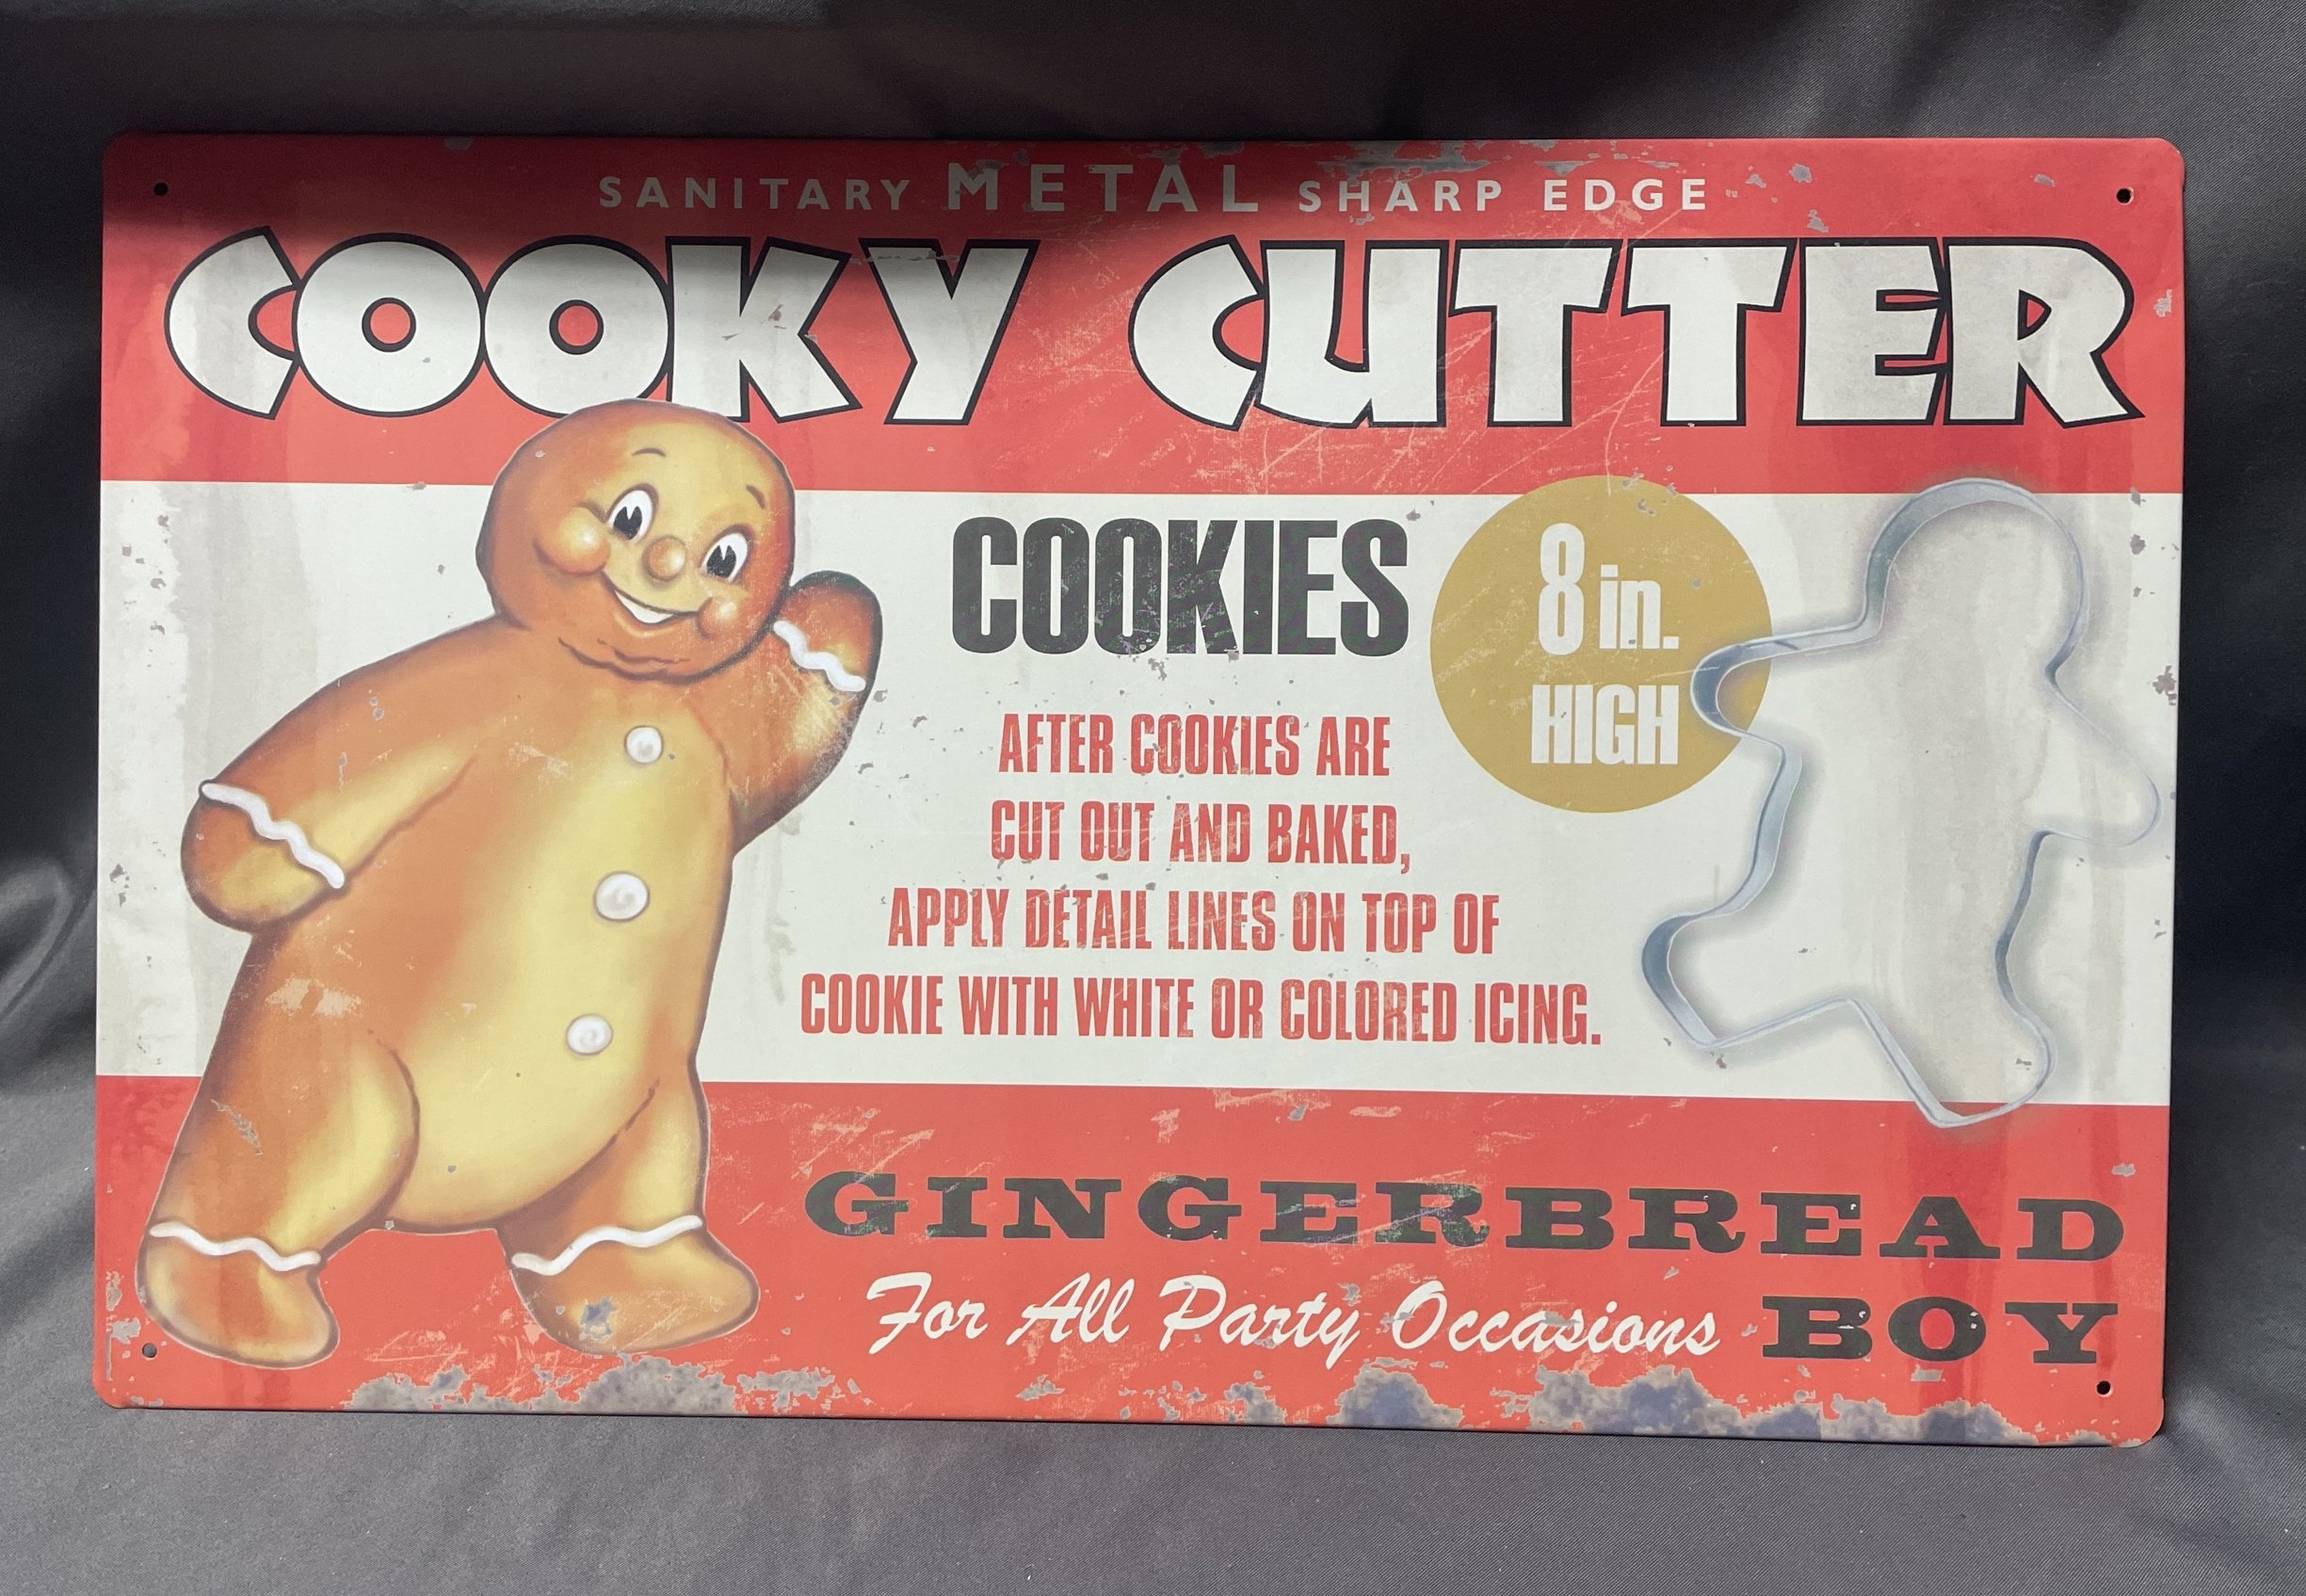 SANITARY METAL SHARP EDGE
COOKY CUTTER
COOKIES
8 in.
HIGH
AFTER COOKIES ARE
CUT OUT AND BAKED,
APPLY DETAIL LINES ON TOP OF
COOKIE WITH WHITE OR COLORED ICING.
GINGERBREAD
For All Party Occasions BOY